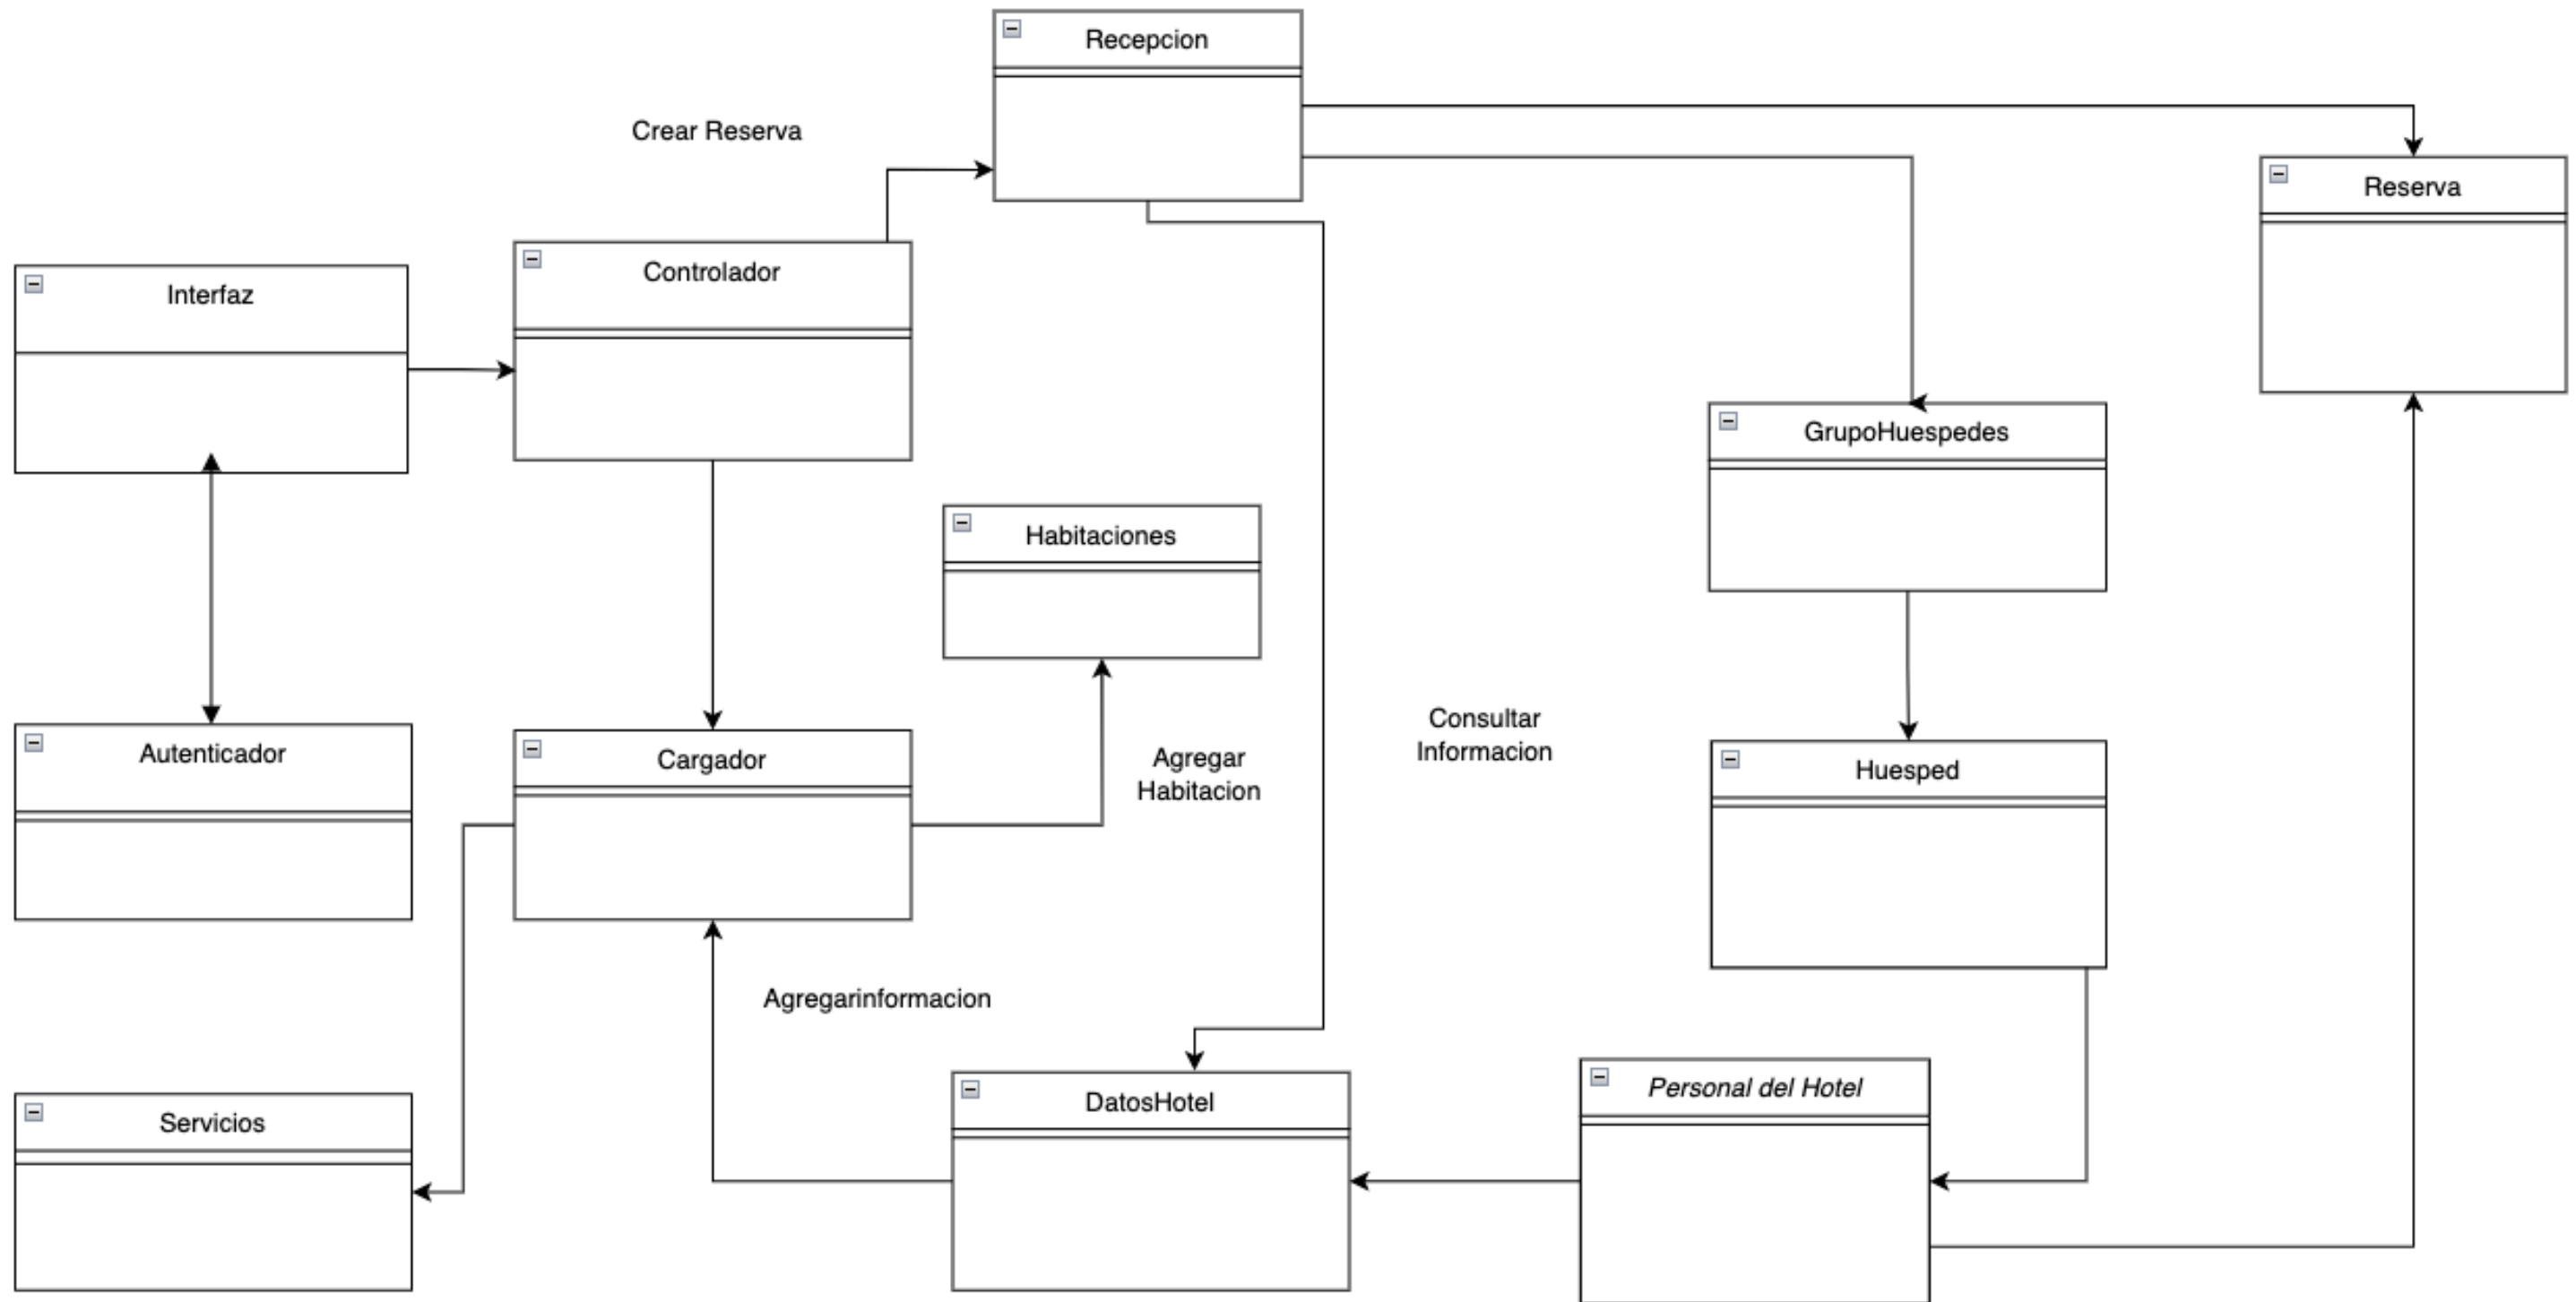 Recepcion
Crear Reserva
Reserva
Controlador
Interfaz
GrupoHuespedes
Habitaciones
Consultar
Informacion
Autenticador
Cargador
Agregar
Habitacion
Huesped
Agregarinformacion
Personal del Hotel
DatosHotel
Servicios